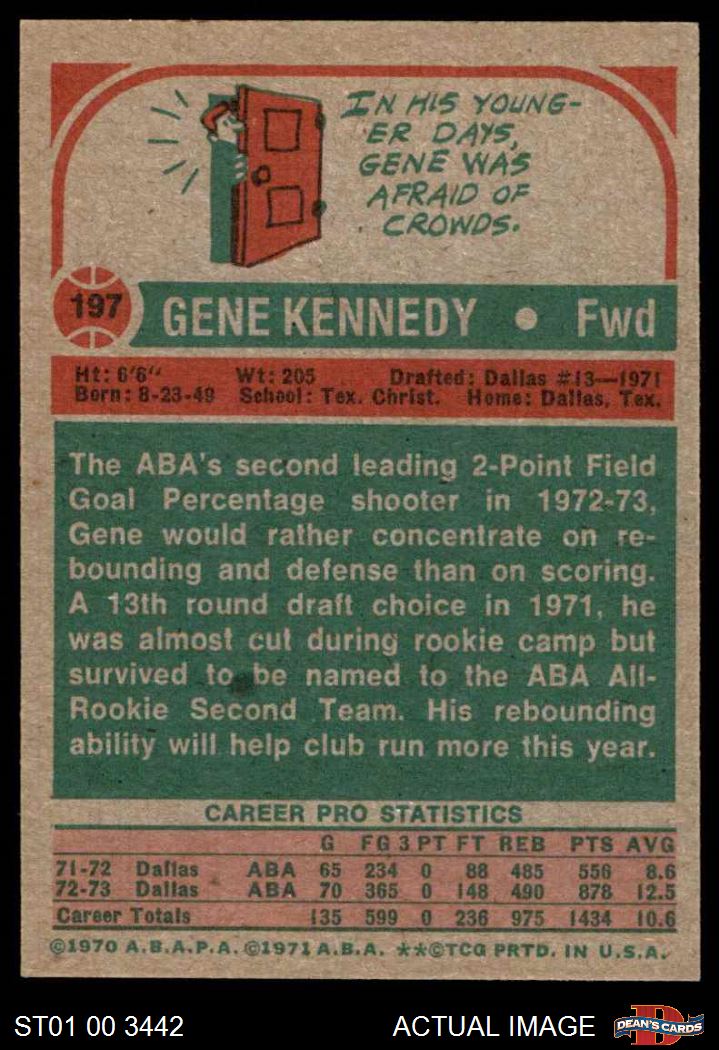 IN HIS YOUNG-
ER DAYS,
GENE WAS
AFRAID OF
CROWDS.
197 GENE KENNEDY • Fwd
Ht: 6'6" Wt: 205 Drafted: Dallas #13—1971
Born: 8-23-49 School: Tex. Christ. Home: Dallas, Tex.
The ABA's second leading 2-Point Field
Goal Percentage shooter in 1972-73,
Gene would rather concentrate on re-
bounding and defense than on scoring.
A 13th round draft choice in 1971, he
was almost cut during rookie camp but
survived to be named to the ABA All-
Rookie Second Team. His rebounding
ability will help club run more this year.
CAREER PRO STATISTICS
G FG 3 PT FT REB PTS AVG
71-72 Dallas ABA 65 234 0 88 485 556 8.6
72-73 Dallas ABA 70 365 0 148 490 878 12.5
Career Totals 135 599 0 236 975 1434 10.6
©1970 A.B.A.P.A. ©1971 A.B.A. **©TCG PRTD. IN U.S.A.
ST01 00 3442 ACTUAL IMAGE D DEAN'S CARDS